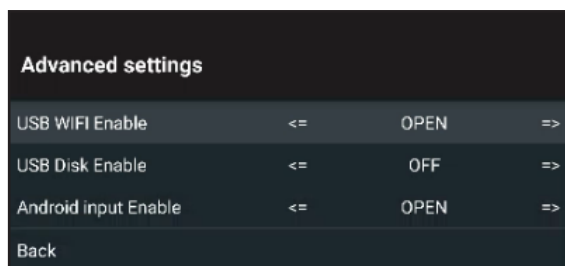 Advanced settings
USB WIFI Enable <= OPEN =>
USB Disk Enable <= OFF =>
Android input Enable <= OPEN =>
Back